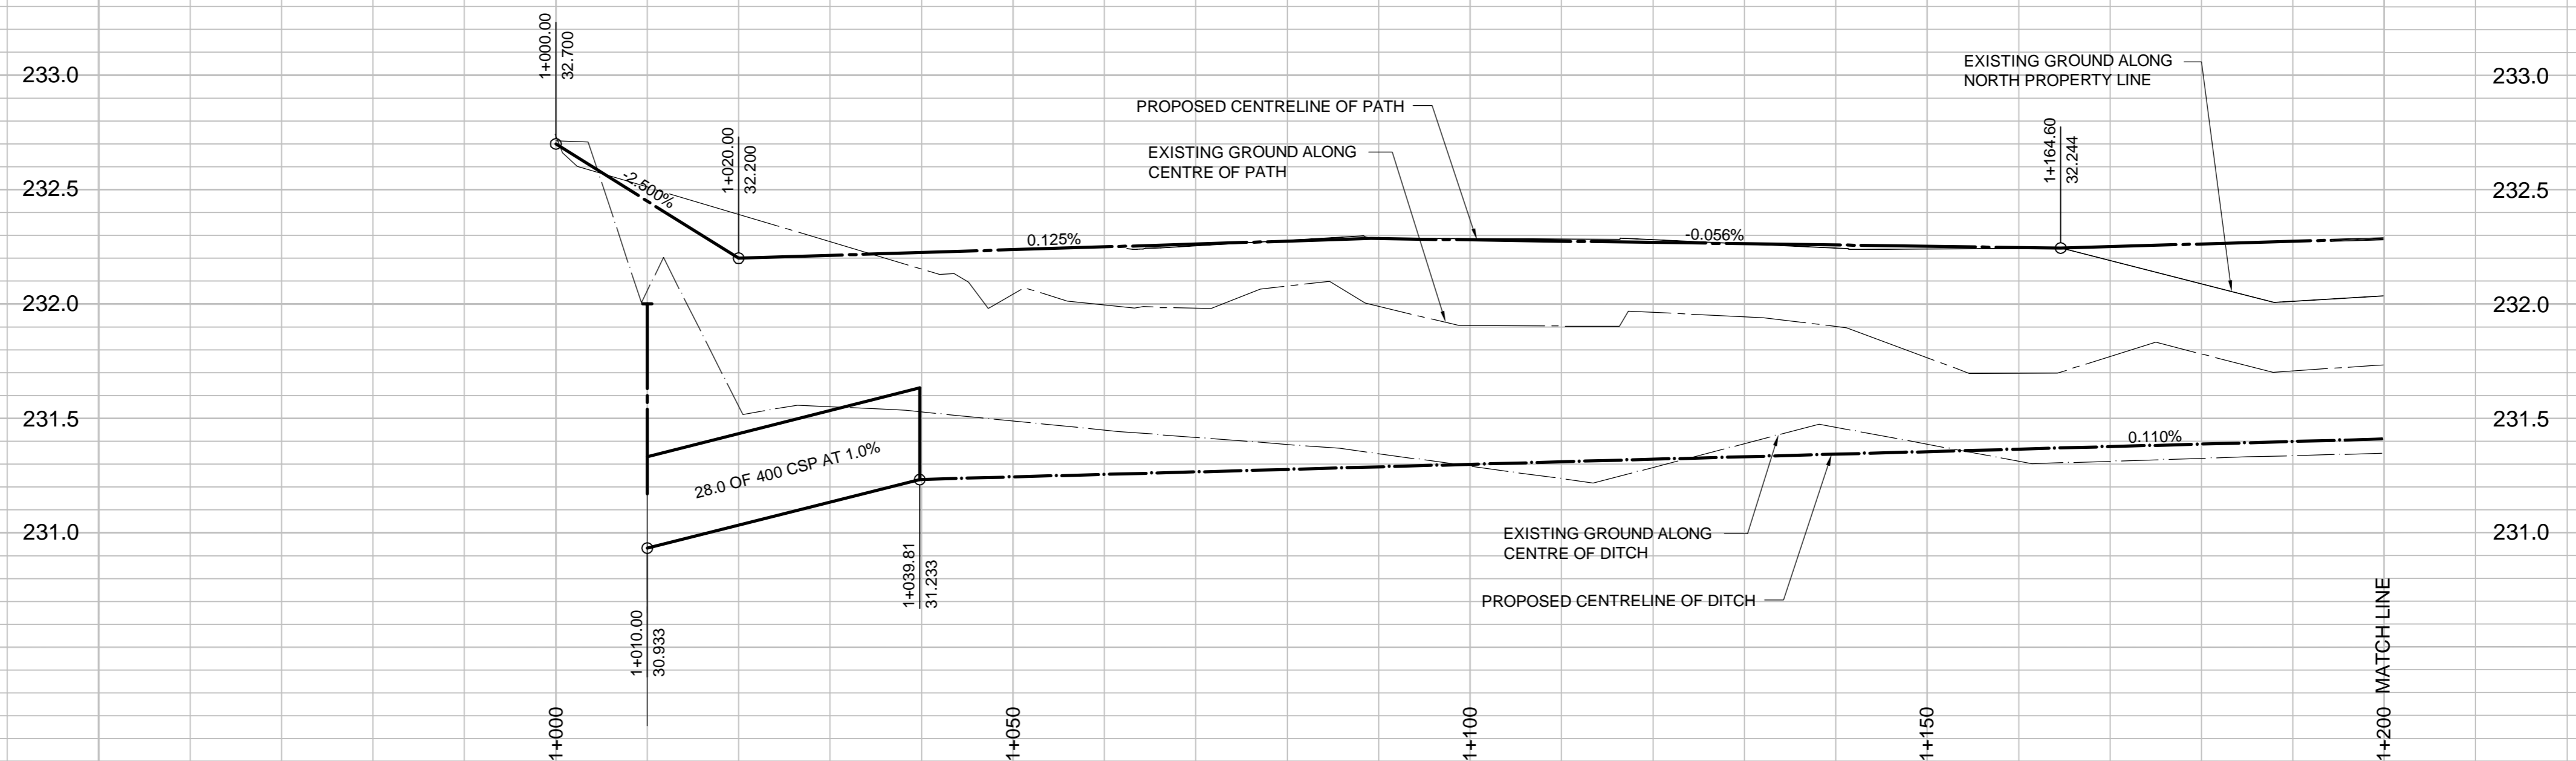 1+000.00
32.700
233.0
EXISTING GROUND ALONG
NORTH PROPERTY LINE
233.0
PROPOSED CENTRELINE OF PATH
EXISTING GROUND ALONG
CENTRE OF PATH
1+020.00
32.200
1+164.60
32.244
232.5
-2.500%
232.5
0.125%
-0.056%
232.0
232.0
231.5
28.0 OF 400 CSP AT 1.0%
0.110%
231.5
231.0
1+039.81
31.233
EXISTING GROUND ALONG
CENTRE OF DITCH
231.0
PROPOSED CENTRELINE OF DITCH
1+010.00
30.933
1+000
1+050
1+100
1+150
1+200 MATCH LINE